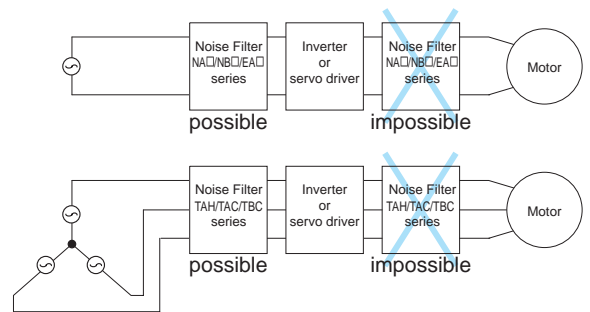 Noise Filter
NA□/NB□/EA□
series
Inverter
or
servo driver
Noise Filter
NA□/NB□/EA□
series
Motor
possible
impossible
Noise Filter
TAH/TAC/TBC
series
Inverter
or
servo driver
Noise Filter
TAH/TAC/TBC
series
Motor
possible
impossible